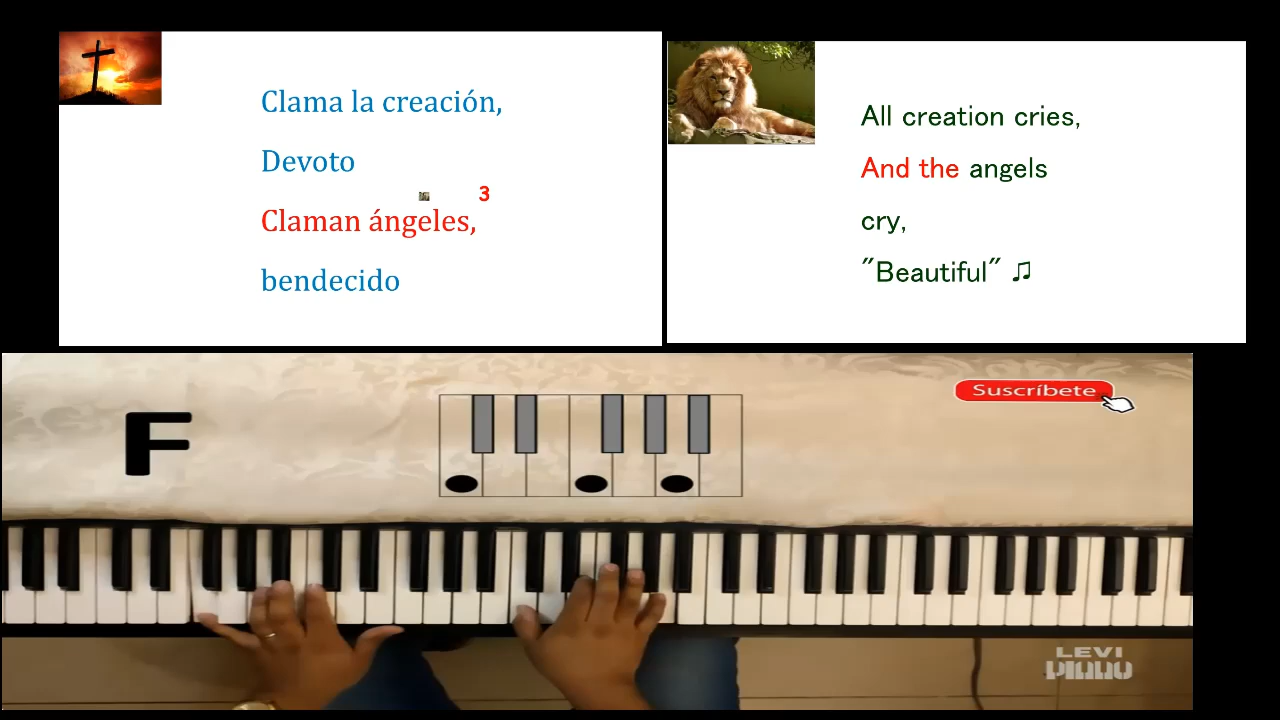 Clama la creación,
Devoto
3
Claman ángeles,
bendecido
All creation cries,
And the angels
cry,
"Beautiful" ♫
F
Suscríbete
LEVI
PIANO